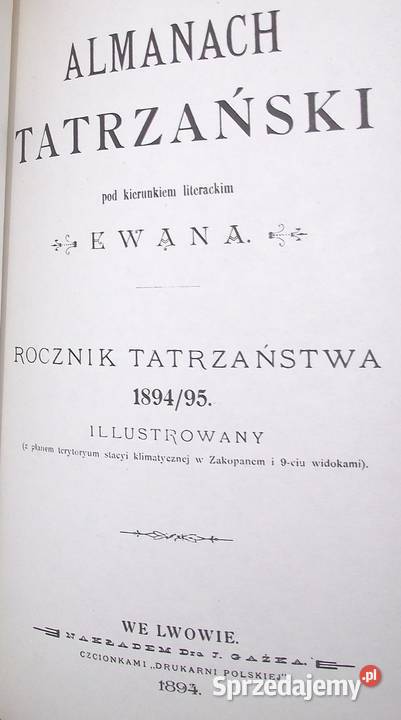 ALMANACH
TATRZAŃSKI
pod kierunkiem literackim
EWANA.
ROCZNIK TATRZAŃSTWA
1894/95.
ILLUSTROWANY
(z planem terytoryum stacyi klimatycznej w Zakopanem i 9-ciu widokami).
WE LWOWIE.
NAKŁADEM Dra J. GAŻKA.
CZCIONKAMI „DRUKARNI POLSKIEJ"
1894.
Sprzedajemy.pl